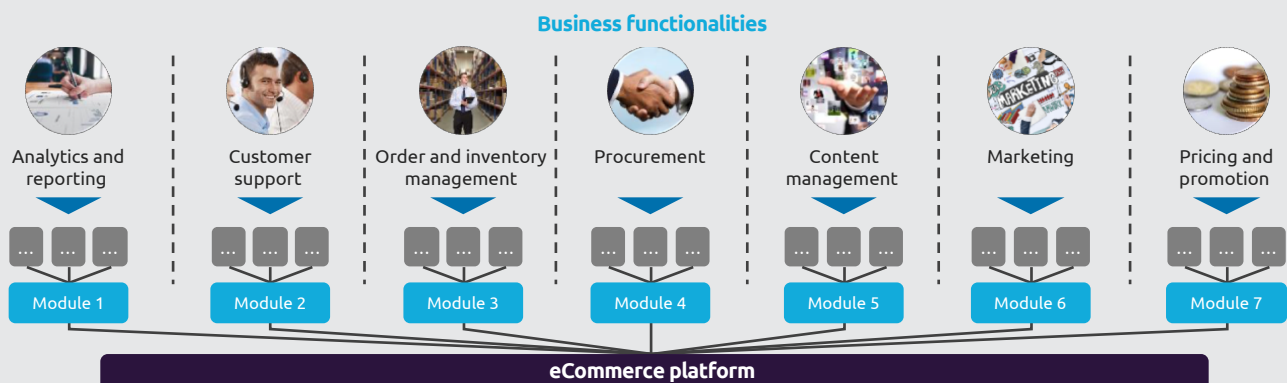 Business functionalities
Analytics and
reporting
Customer
support
Order and inventory
management
Procurement
Content
management
MARKETING
Marketing
Pricing and
promotion
... ... ...
... ... ...
... ... ...
... ... ...
... ... ...
... ... ...
... ... ...
Module 1
Module 2
Module 3
Module 4
Module 5
Module 6
Module 7
eCommerce platform